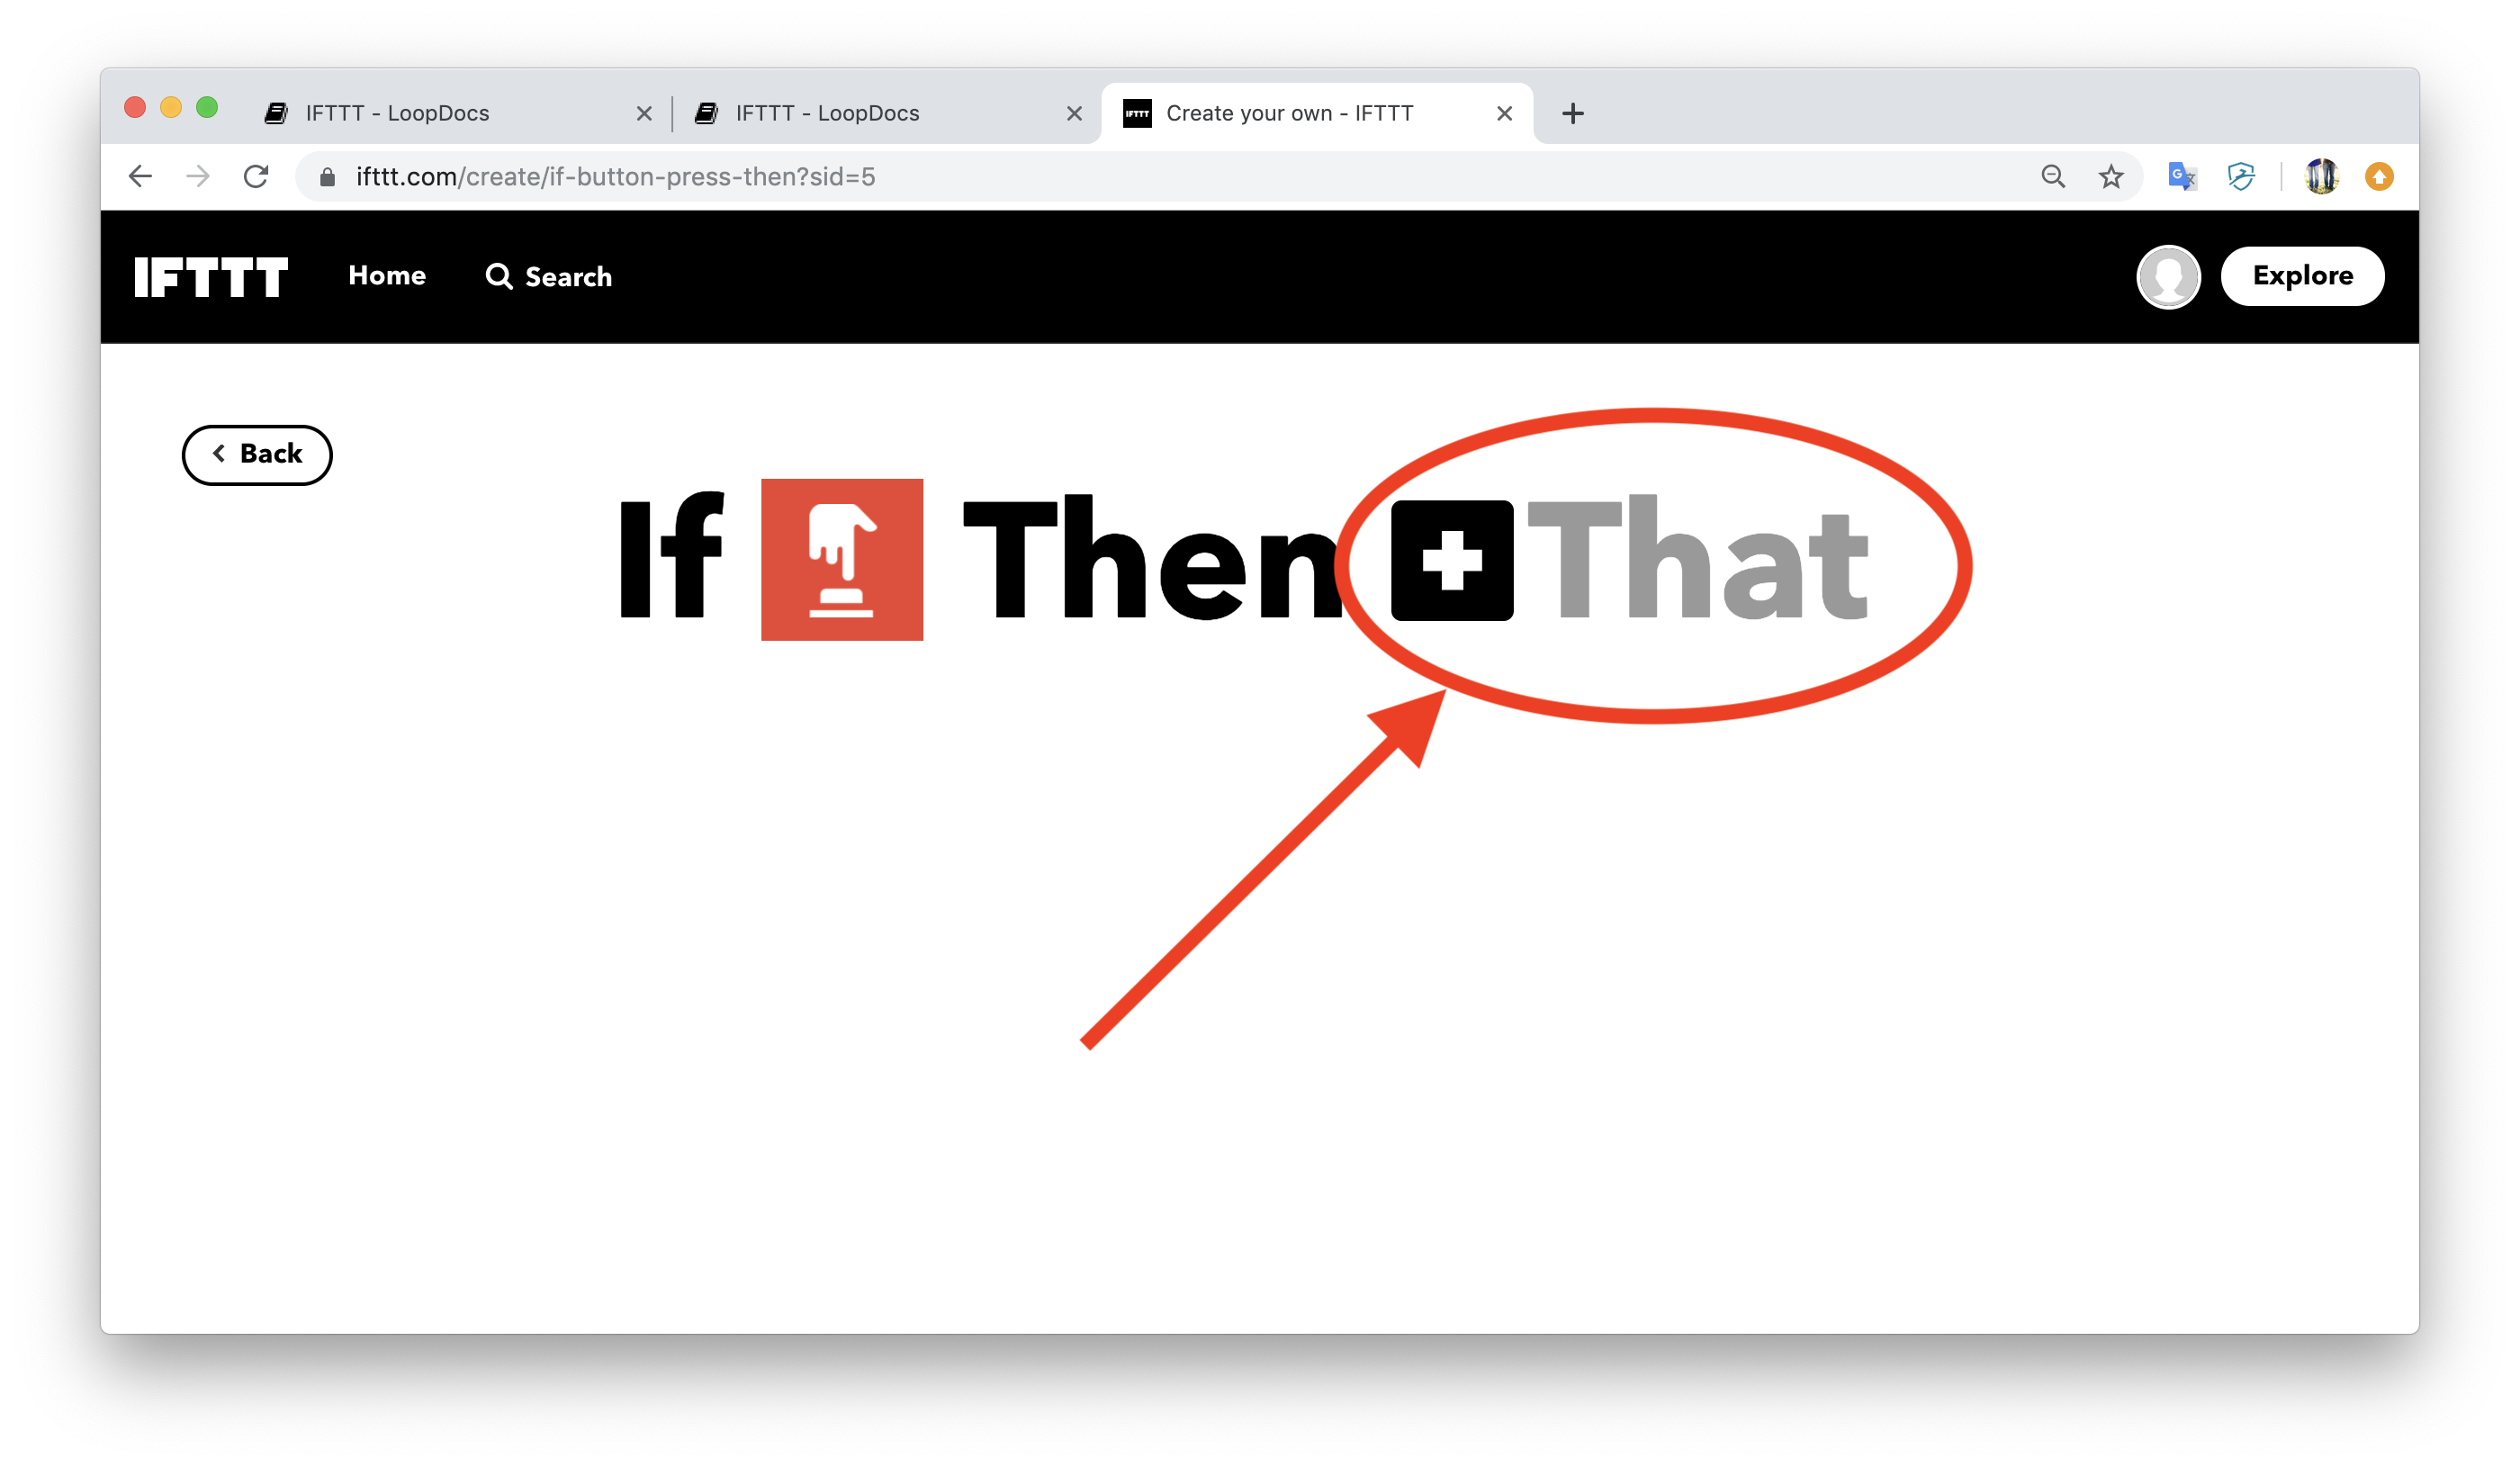 IFTTT - LoopDocs
IFTTT - LoopDocs
IFTTT
Create your own - IFTTT
ifttt.com/create/if-button-press-then?sid=5
IFTTT
Home
Search
Explore
Back
If Then That